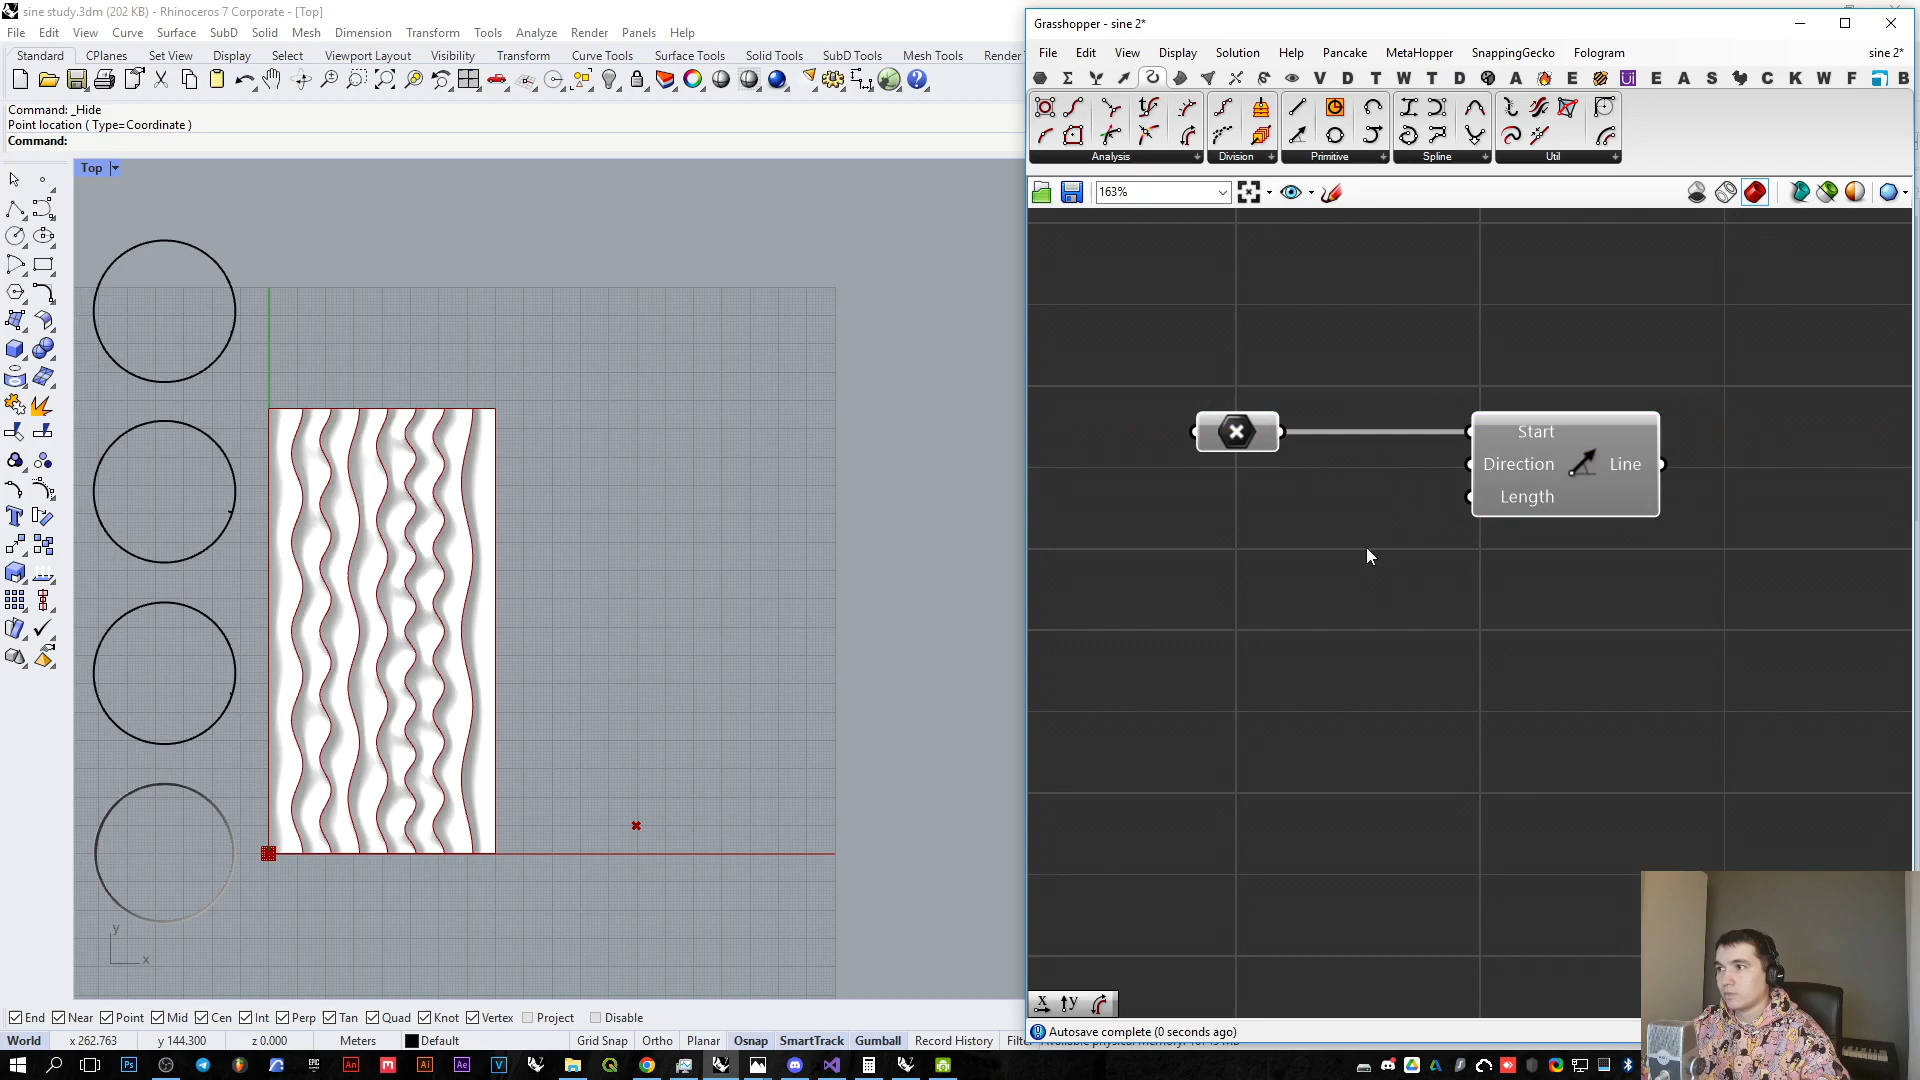 sine study.3dm (202 KB) - Rhinoceros 7 Corporate - [Top]
File Edit View Curve Surface SubD Solid Mesh Dimension Transform Tools Analyze Render Panels Help
Standard CPlanes Set View Display Select Viewport Layout Visibility Transform Curve Tools Surface Tools Solid Tools SubD Tools Mesh Tools Render
Command: _Hide
Point location ( Type=Coordinate )
Command:
Top
y
x
End Near Point Mid Cen Int Perp Tan Quad Knot Vertex Project Disable
World x 262.763 y 144.300 z 0.000 Meters Default Grid Snap Ortho Planar Osnap SmartTrack Gumball Record History
Grasshopper - sine 2*
File Edit View Display Solution Help Pancake MetaHopper SnappingGecko Fologram sine 2*
V D T W T D A E E A S C K W F B
Analysis Division Primitive Spline Util
163%
Start
Direction Line
Length
x y
Autosave complete (0 seconds ago)